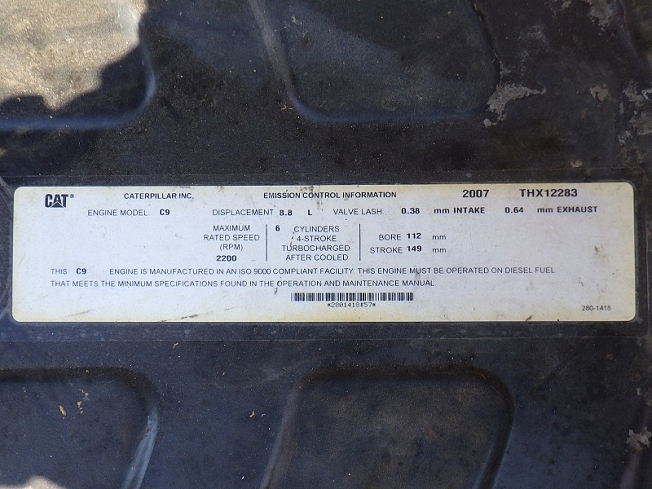 CAT CATERPILLAR INC. EMISSION CONTROL INFORMATION 2007 THX12283
ENGINE MODEL C9 DISPLACEMENT 8.8 L VALVE LASH 0.38 mm INTAKE 0.64 mm EXHAUST
MAXIMUM
RATED SPEED
(RPM)
2200
6 CYLINDERS
4-STROKE
TURBOCHARGED
AFTER COOLED
BORE 112 mm
STROKE 149 mm
THIS C9 ENGINE IS MANUFACTURED IN AN ISO 9000 COMPLIANT FACILITY. THIS ENGINE MUST BE OPERATED ON DIESEL FUEL
THAT MEETS THE MINIMUM SPECIFICATIONS FOUND IN THE OPERATION AND MAINTENANCE MANUAL.
280-1418